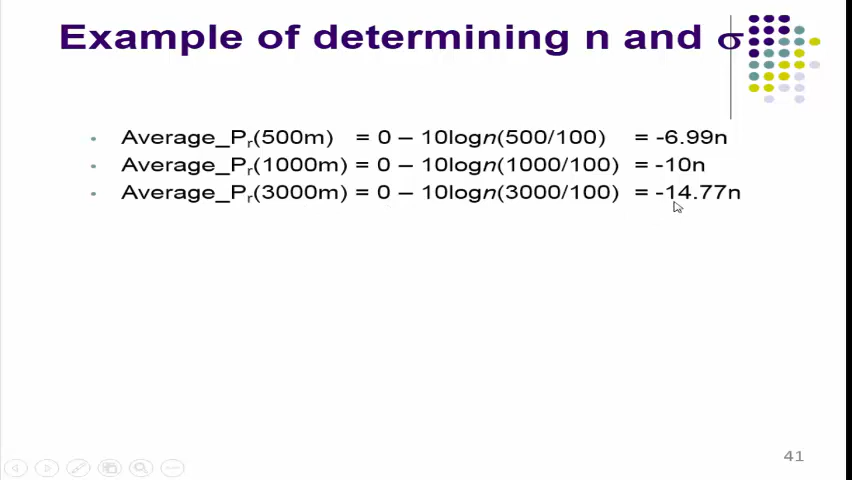 Example of determining n and σ
• Average_Pr(500m) = 0 – 10logn(500/100) = -6.99n
• Average_Pr(1000m) = 0 – 10logn(1000/100) = -10n
• Average_Pr(3000m) = 0 – 10logn(3000/100) = -14.77n
41